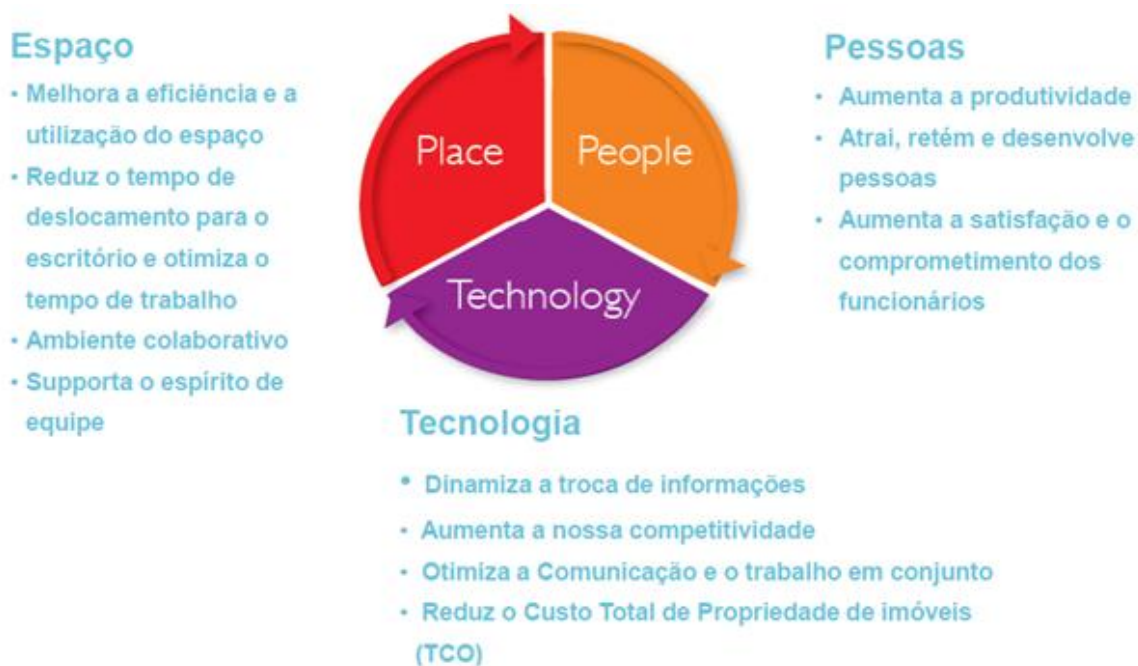 Espaço
• Melhora a eficiência e a
utilização do espaço
• Reduz o tempo de
deslocamento para o
escritório e otimiza o
tempo de trabalho
• Ambiente colaborativo
• Supporta o espírito de
equipe
Place
People
Technology
Pessoas
• Aumenta a produtividade
• Atrai, retém e desenvolve
pessoas
• Aumenta a satisfação e o
comprometimento dos
funcionários
Tecnologia
• Dinamiza a troca de informações
• Aumenta a nossa competitividade
• Otimiza a Comunicação e o trabalho em conjunto
• Reduz o Custo Total de Propriedade de imóveis
(TCO)